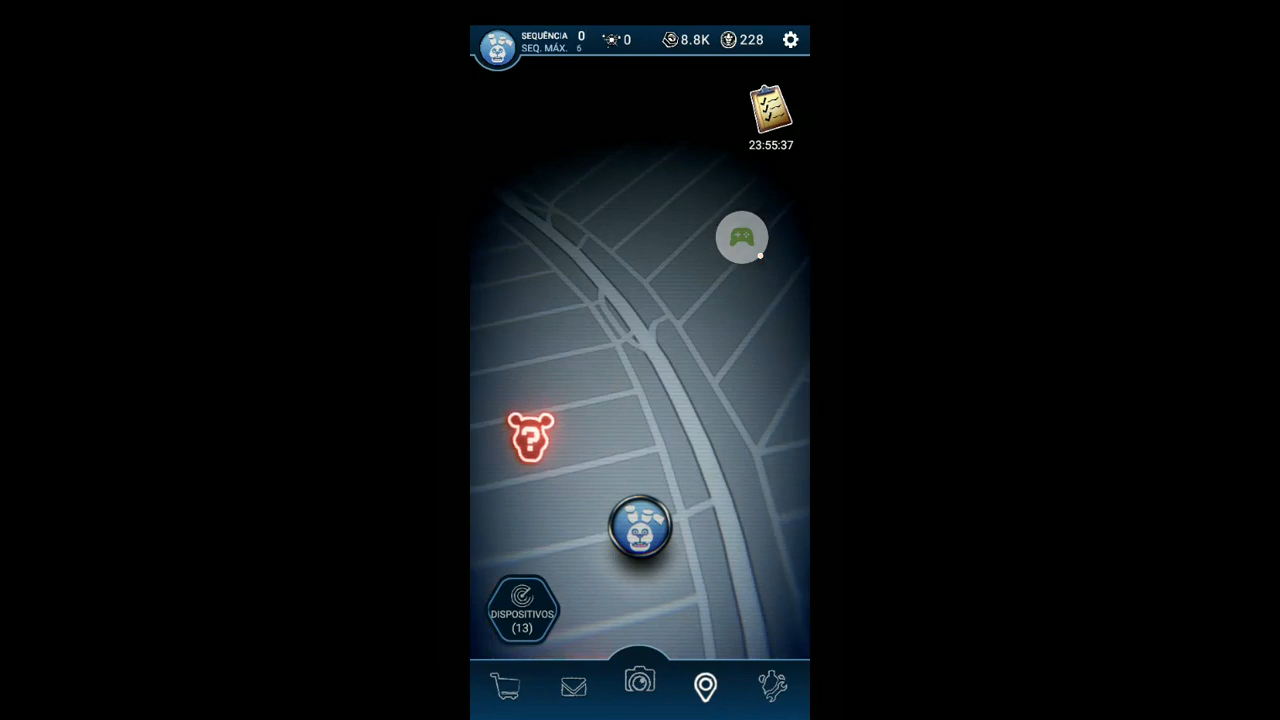 SEQUÊNCIA 0
SEQ. MÁX. 6
0
8.8K
228
23:55:37
?
DISPOSITIVOS
(13)